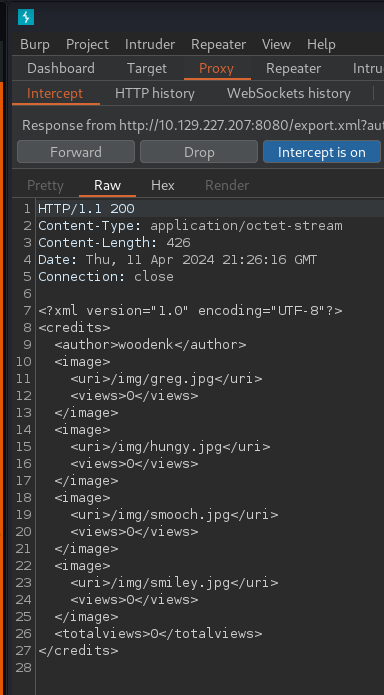 Burp Project Intruder Repeater View Help
Dashboard Target Proxy Repeater Intru
Intercept HTTP history WebSockets history
Response from http://10.129.227.207:8080/export.xml?aut
Forward Drop Intercept is on
Pretty Raw Hex Render
1 HTTP/1.1 200
2 Content-Type: application/octet-stream
3 Content-Length: 426
4 Date: Thu, 11 Apr 2024 21:26:16 GMT
5 Connection: close
6
7 <?xml version="1.0" encoding="UTF-8"?>
8 <credits>
9 <author>woodenk</author>
10 <image>
11 <uri>/img/greg.jpg</uri>
12 <views>0</views>
13 </image>
14 <image>
15 <uri>/img/hungy.jpg</uri>
16 <views>0</views>
17 </image>
18 <image>
19 <uri>/img/smooch.jpg</uri>
20 <views>0</views>
21 </image>
22 <image>
23 <uri>/img/smiley.jpg</uri>
24 <views>0</views>
25 </image>
26 <totalviews>0</totalviews>
27 </credits>
28